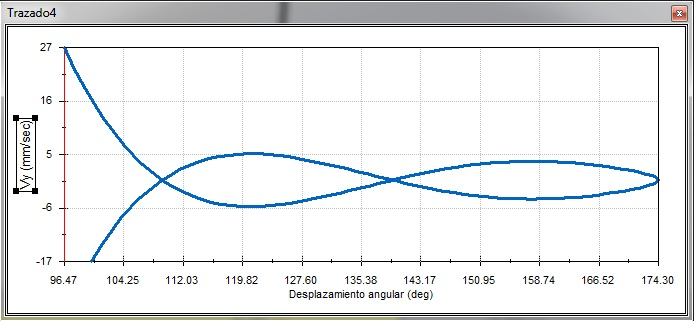 Trazado4
x
27
16
5
-6
-17
Vy (mm/sec)
96.47 104.25 112.03 119.82 127.60 135.38 143.17 150.95 158.74 166.52 174.30
Desplazamiento angular (deg)